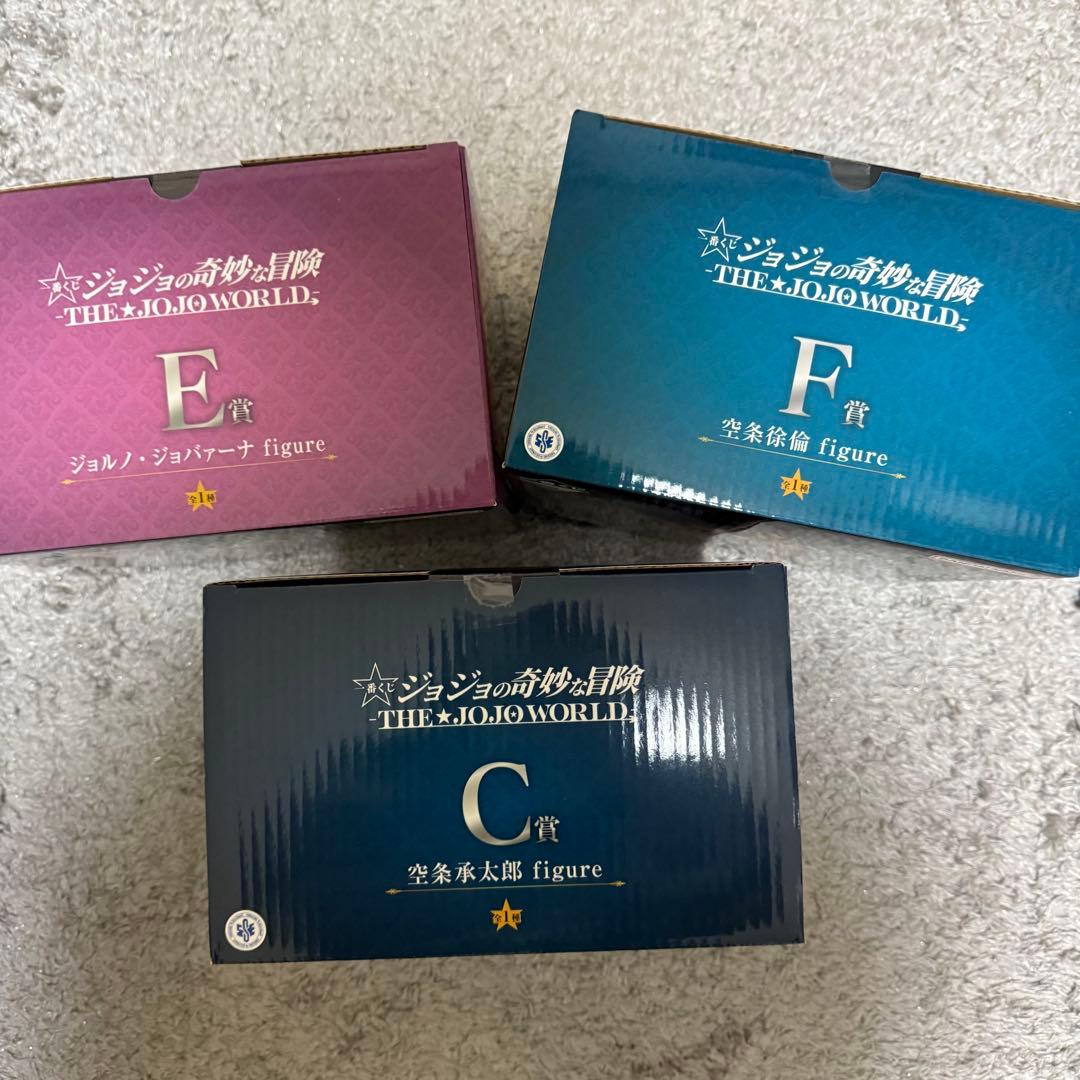 一番くじ ジョジョの奇妙な冒険
-THE★JOJO WORLD-
E賞
ジョルノ・ジョバァーナ figure
全1種
一番くじ ジョジョの奇妙な冒険
-THE★JOJO WORLD-
F賞
空条徐倫 figure
全1種
一番くじ ジョジョの奇妙な冒険
-THE★JOJO WORLD-
C賞
空条承太郎 figure
全1種